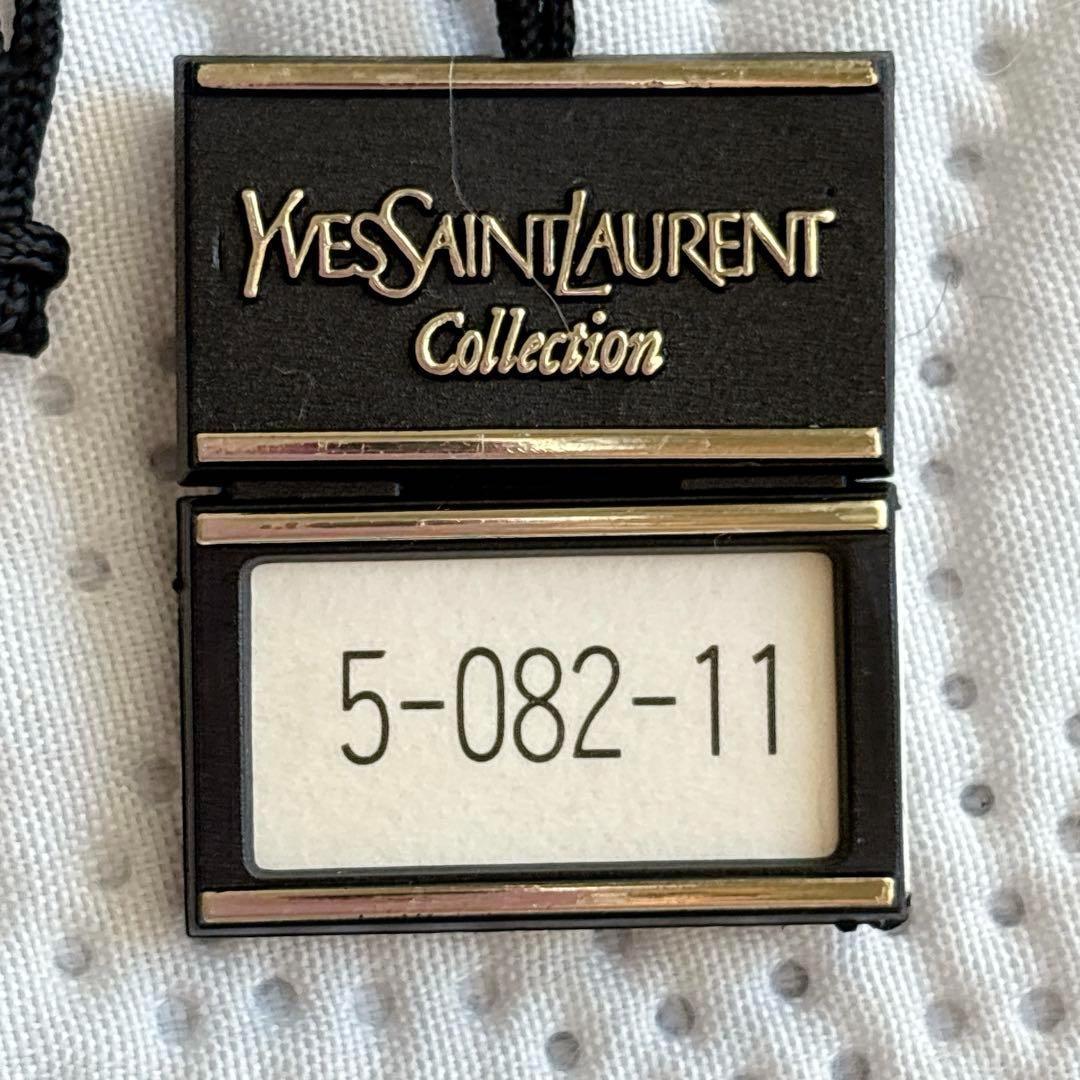 YVESSAINTLAURENT
Collection
5-082-11